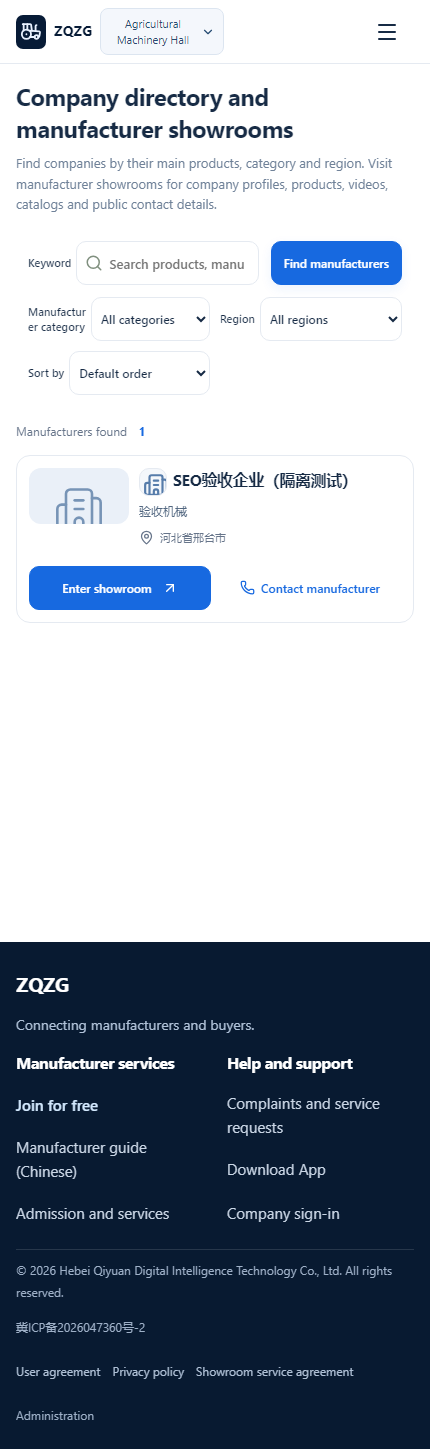 ZQZG
Agricultural
Machinery Hall
Company directory and
manufacturer showrooms
Find companies by their main products, category and region. Visit
manufacturer showrooms for company profiles, products, videos,
catalogs and public contact details.
Keyword
Search products, manu
Find manufacturers
Manufactur
er category
All categories
Region
All regions
Sort by
Default order
Manufacturers found 1
SEO验收企业（隔离测试）
验收机械
河北省邢台市
Enter showroom
Contact manufacturer
ZQZG
Connecting manufacturers and buyers.
Manufacturer services
Join for free
Manufacturer guide
(Chinese)
Admission and services
Help and support
Complaints and service
requests
Download App
Company sign-in
© 2026 Hebei Qiyuan Digital Intelligence Technology Co., Ltd. All rights
reserved.
冀ICP备2026047360号-2
User agreement Privacy policy Showroom service agreement
Administration